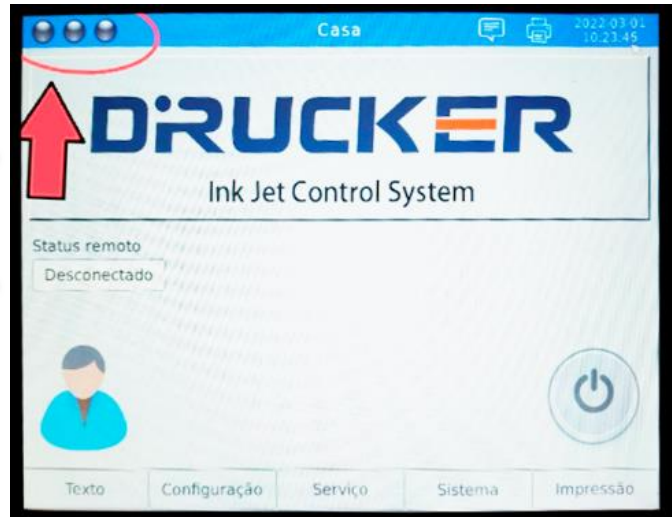 Casa
2022-03-01
10:23:45
DRUCKER
Ink Jet Control System
Status remoto
Desconectado
Texto
Configuração
Serviço
Sistema
Impressão